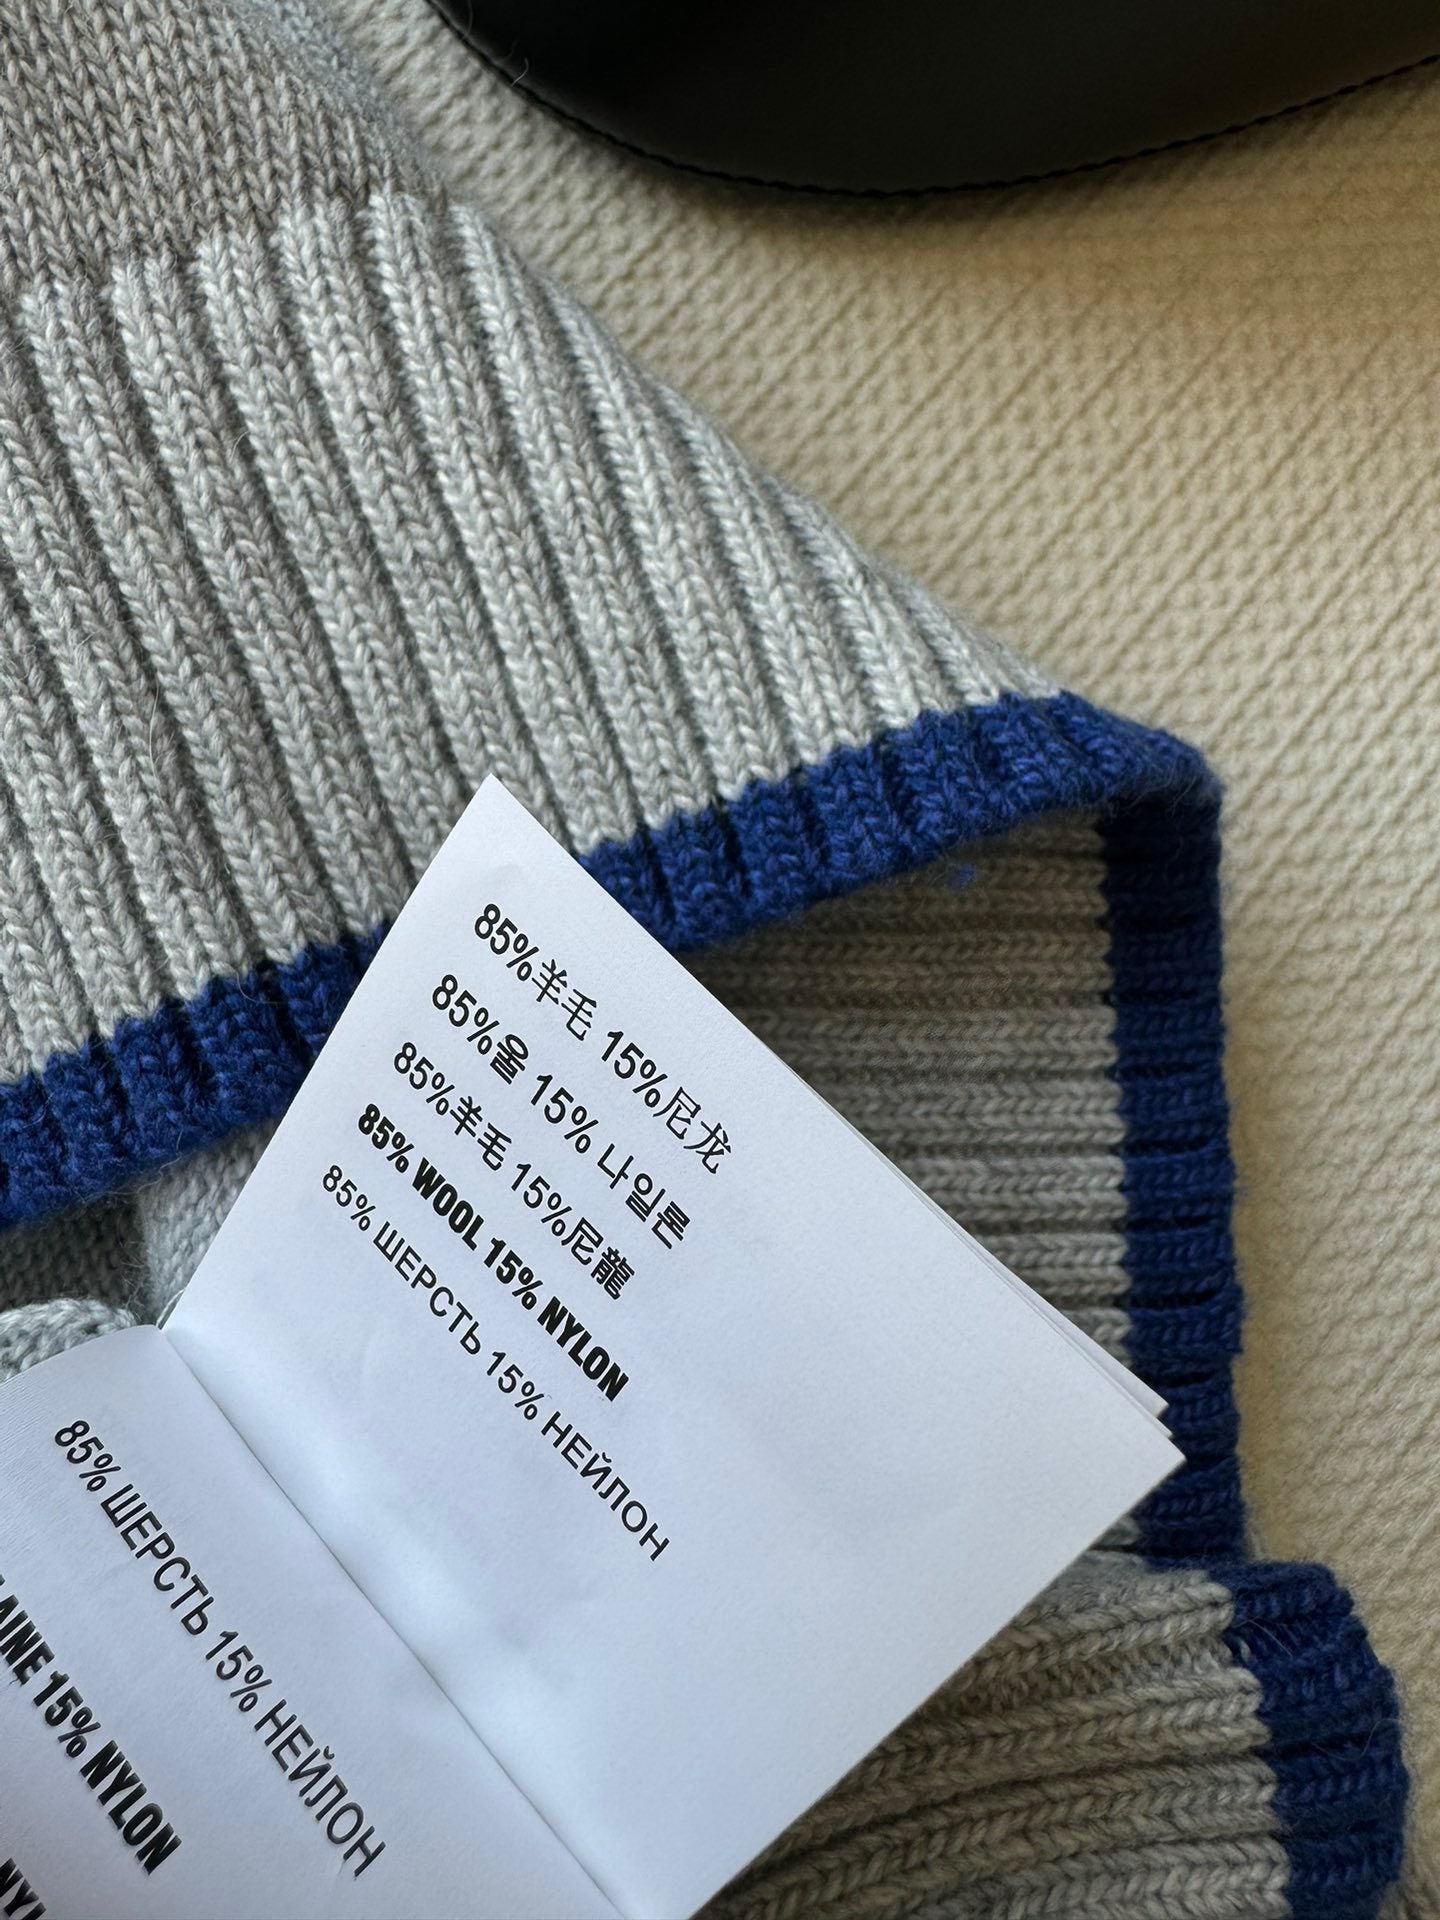 85%羊毛 15%尼龙
85%울 15% 나일론
85%羊毛 15%尼龍
85% WOOL 15% NYLON
85% ШЕРСТЬ 15% НЕЙЛОН
85% ШЕРСТЬ 15% НЕЙЛОН
15% NYLON